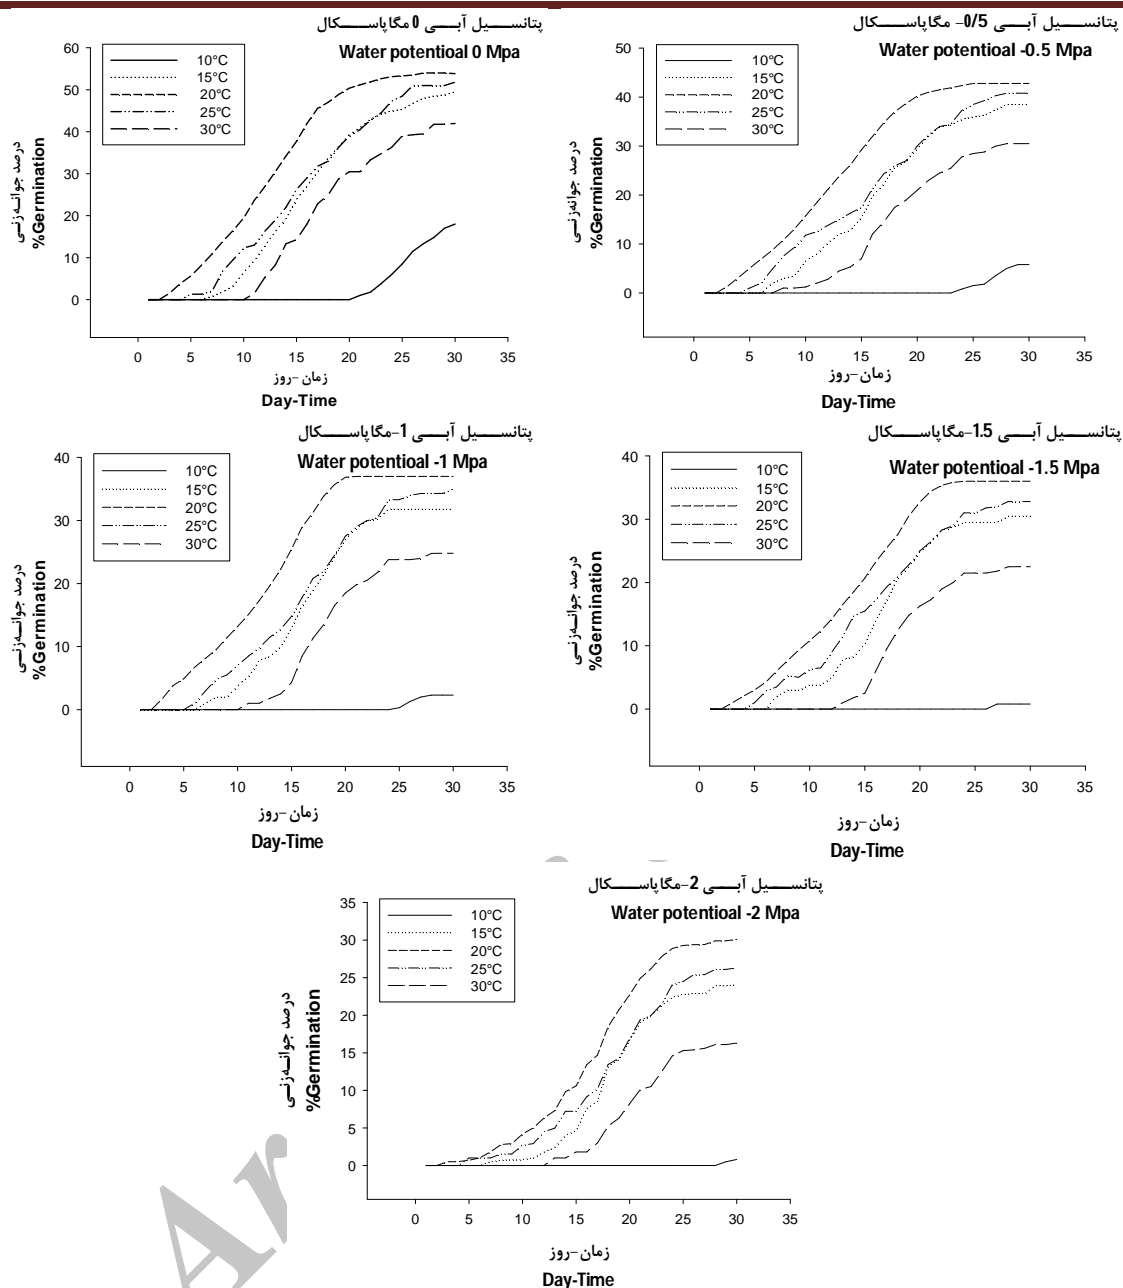 پتانسیل آبی 0 مگاپاسکال
Water potentioal 0 Mpa
60
50
40
30
20
10
0
10°C
15°C
20°C
25°C
30°C
درصد جوانه‌زنی
%Germination
0 5 10 15 20 25 30 35
زمان-روز
Day-Time
پتانسیل آبی 0/5- مگاپاسکال
Water potentioal -0.5 Mpa
50
40
30
20
10
0
10°C
15°C
20°C
25°C
30°C
درصد جوانه‌زنی
%Germination
0 5 10 15 20 25 30 35
زمان-روز
Day-Time
پتانسیل آبی 1-مگاپاسکال
Water potentioal -1 Mpa
40
30
20
10
0
10°C
15°C
20°C
25°C
30°C
درصد جوانه‌زنی
%Germination
0 5 10 15 20 25 30 35
زمان-روز
Day-Time
پتانسیل آبی 1.5-مگاپاسکال
Water potentioal -1.5 Mpa
40
30
20
10
0
10°C
15°C
20°C
25°C
30°C
درصد جوانه‌زنی
%Germination
0 5 10 15 20 25 30 35
زمان-روز
Day-Time
پتانسیل آبی 2-مگاپاسکال
Water potentioal -2 Mpa
35
30
25
20
15
10
5
0
10°C
15°C
20°C
25°C
30°C
درصد جوانه‌زنی
%Germination
0 5 10 15 20 25 30 35
زمان-روز
Day-Time